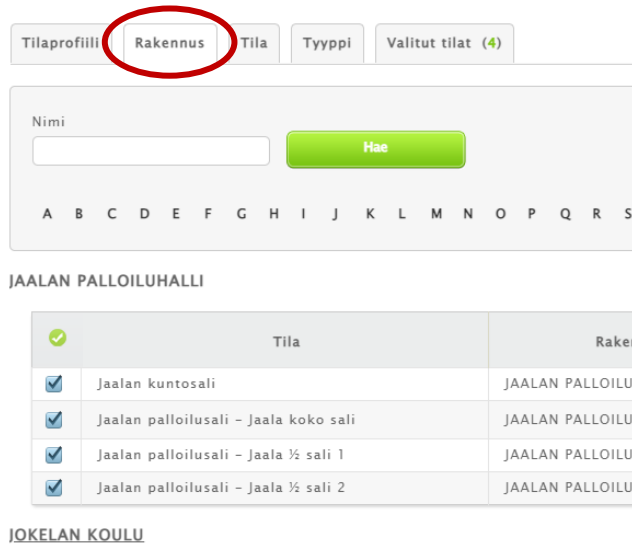 Tilaprofiili Rakennus Tila Tyyppi Valitut tilat (4)
Nimi
Hae
A B C D E F G H I J K L M N O P Q R S
JAALAN PALLOILUHALLI
Tila Raken
Jaalan kuntosali JAALAN PALLOILU
Jaalan palloilusali – Jaala koko sali JAALAN PALLOILU
Jaalan palloilusali – Jaala ½ sali 1 JAALAN PALLOILU
Jaalan palloilusali – Jaala ½ sali 2 JAALAN PALLOILU
JOKELAN KOULU